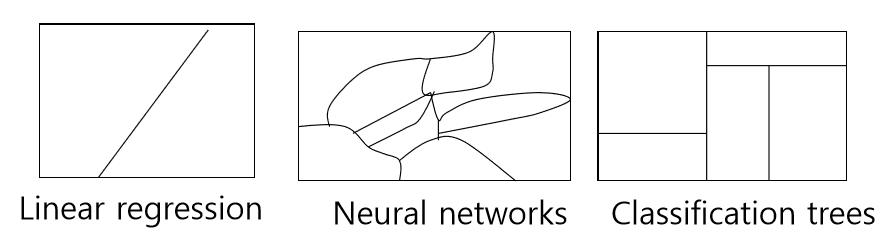 Linear regression
Neural networks
Classification trees